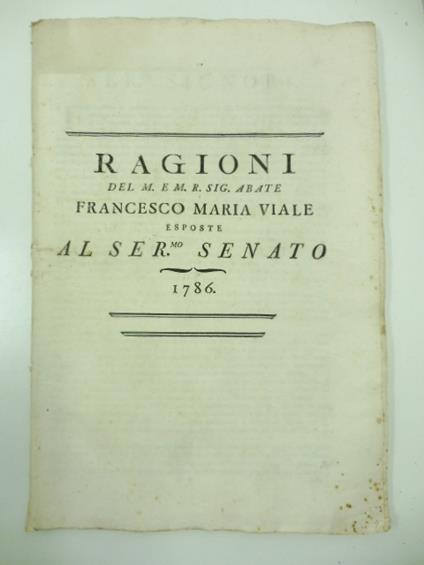 RAGIONI
DEL M. E M. R. SIG. ABATE
FRANCESCO MARIA VIALE
ESPOSTE
AL SER.MO SENATO
1786.